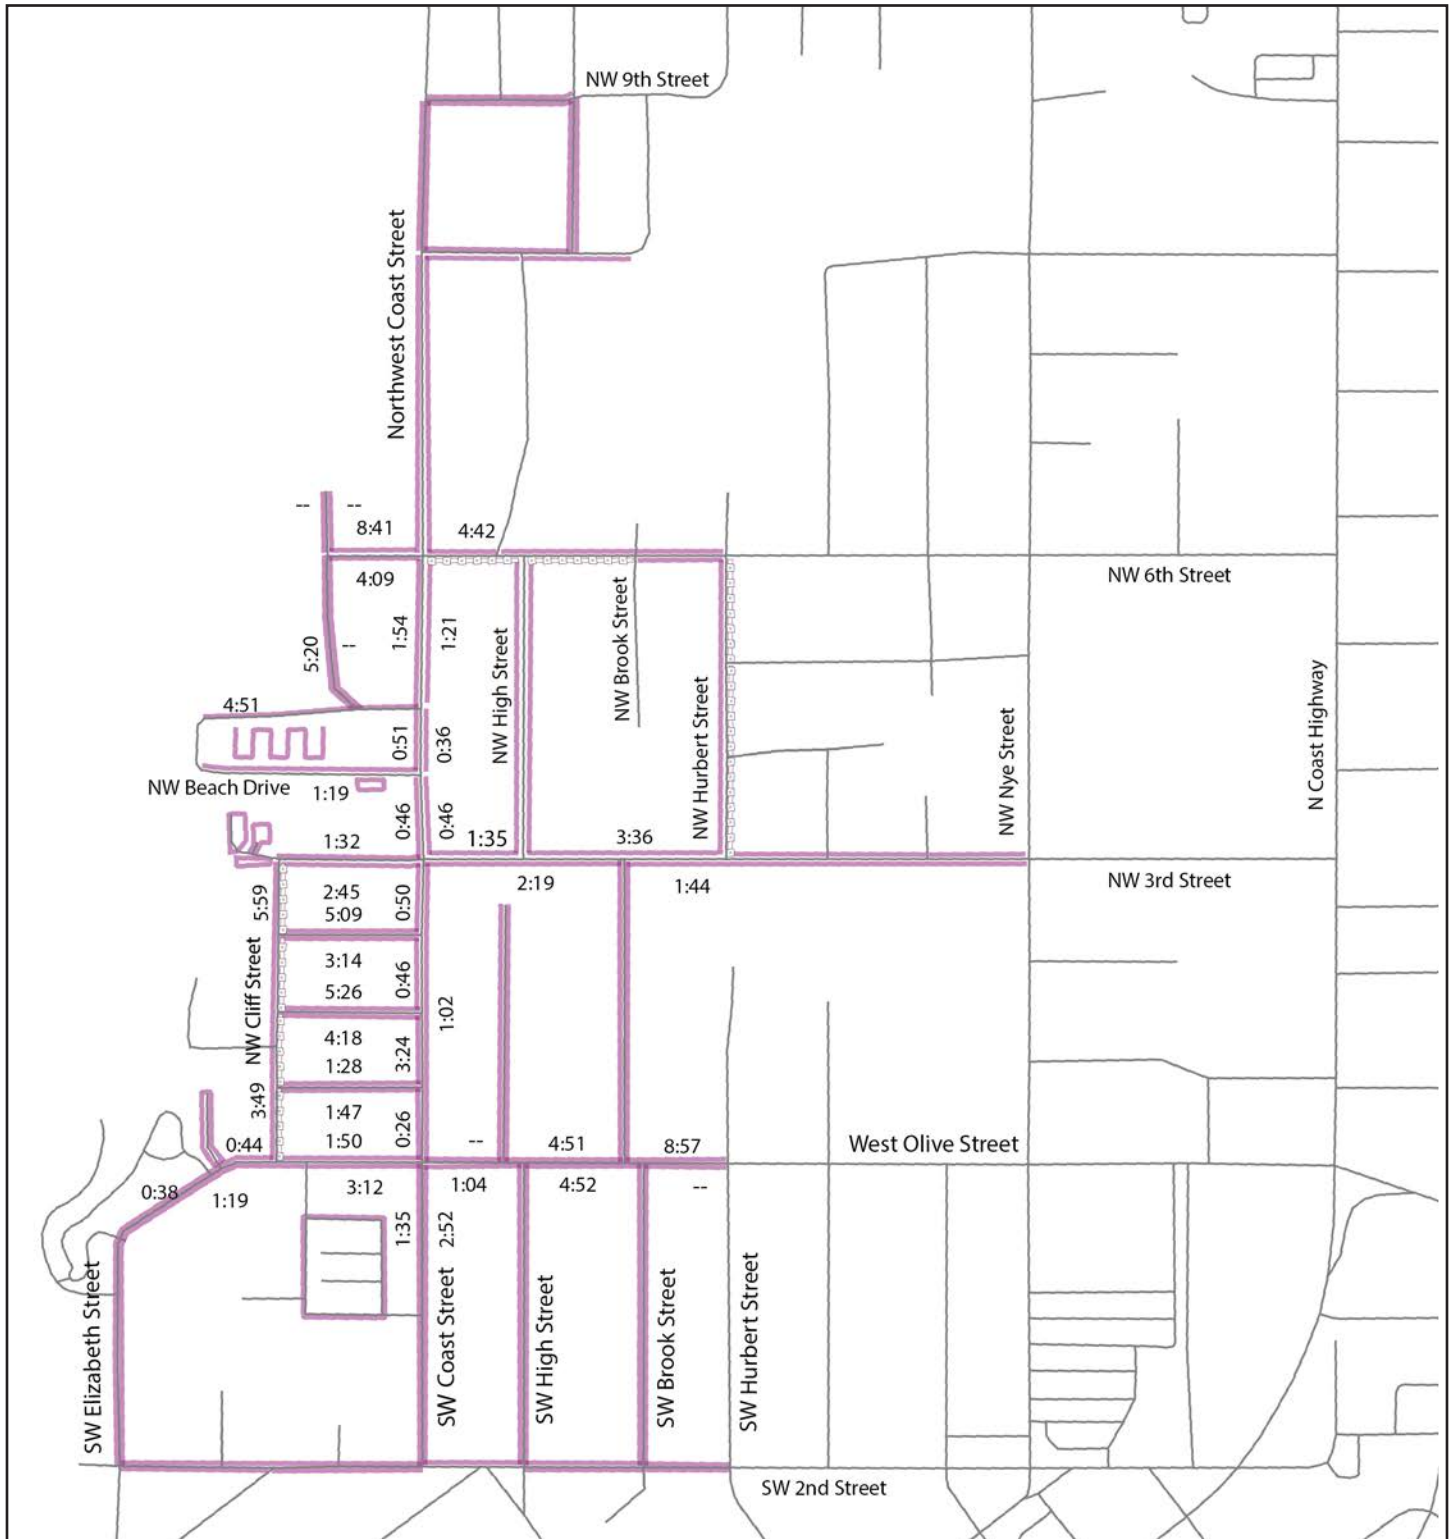 NW 9th Street
Northwest Coast Street
-- --
8:41 4:42
4:09
NW 6th Street
5:20
--
1:54
1:21
NW High Street
NW Brook Street
NW Hurbert Street
NW Nye Street
N Coast Highway
4:51
0:51
0:36
NW Beach Drive
1:19
0:46
0:46
1:32
1:35
3:36
2:19
1:44
NW 3rd Street
5:59
2:45
5:09
0:50
NW Cliff Street
3:14
5:26
0:46
1:02
4:18
1:28
3:24
3:49
1:47
1:50
0:26
0:44
--
4:51
8:57
West Olive Street
0:38
1:19
3:12
1:04
4:52
--
1:35
2:52
SW Elizabeth Street
SW Coast Street
SW High Street
SW Brook Street
SW Hurbert Street
SW 2nd Street